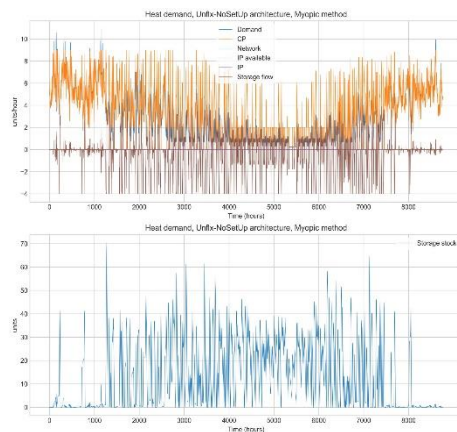 Heat demand, Unflx-NoSetUp architecture, Myopic method
Demand
CP
Network
IP available
IP
Storage flow
units/hour
10
8
6
4
2
0
−2
−4
0 1000 2000 3000 4000 5000 6000 7000 8000
Time (hours)
Heat demand, Unflx-NoSetUp architecture, Myopic method
Storage stock
units
70
60
50
40
30
20
10
0
0 1000 2000 3000 4000 5000 6000 7000 8000
Time (hours)